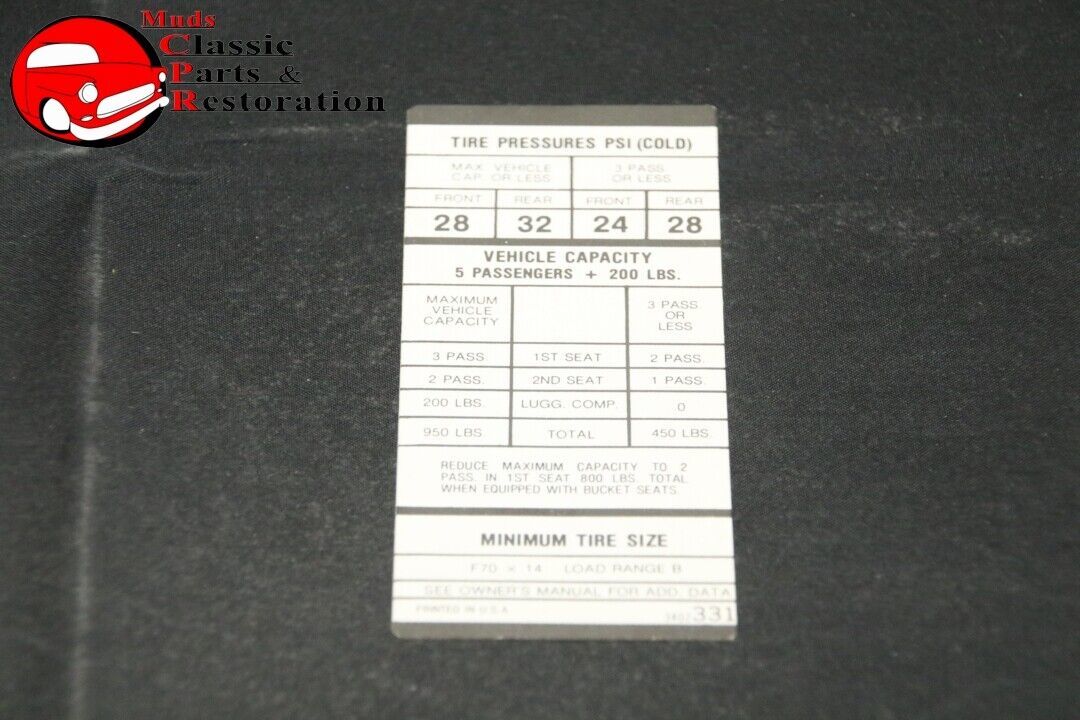 Muds
Classic
Parts &
Restoration
TIRE PRESSURES PSI (COLD)
MAX. VEHICLE CAP. OR LESS
3 PASS. OR LESS
FRONT REAR FRONT REAR
28 32 24 28
VEHICLE CAPACITY
5 PASSENGERS + 200 LBS.
MAXIMUM VEHICLE CAPACITY
3 PASS OR LESS
3 PASS. 1ST SEAT 2 PASS.
2 PASS. 2ND SEAT 1 PASS.
200 LBS. LUGG. COMP. .0
950 LBS. TOTAL 450 LBS.
REDUCE MAXIMUM CAPACITY TO 2
PASS. IN 1ST SEAT 800 LBS. TOTAL
WHEN EQUIPPED WITH BUCKET SEATS.
MINIMUM TIRE SIZE
F70 × 14 LOAD RANGE B
SEE OWNER'S MANUAL FOR ADD. DATA
PRINTED IN U.S.A. 331